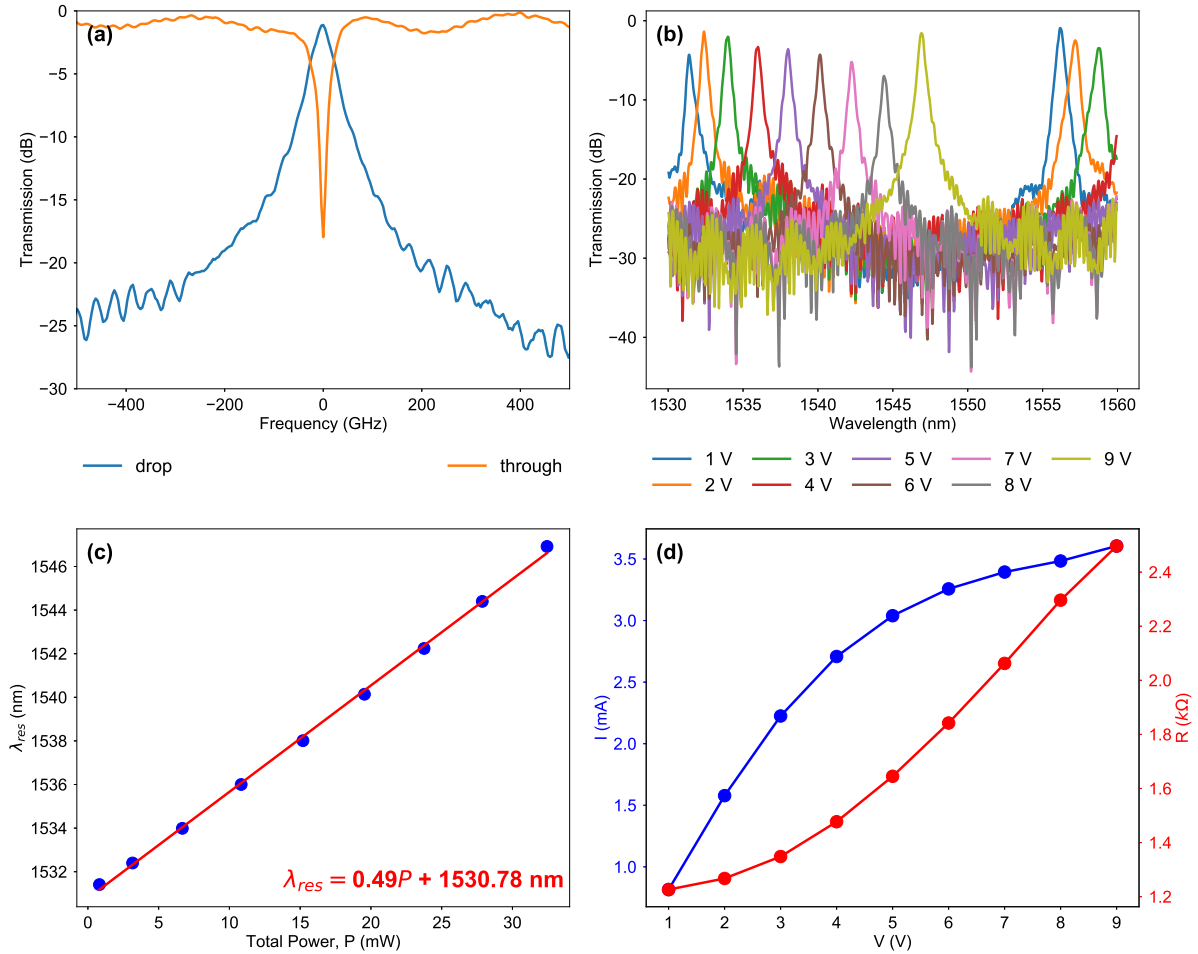 (a)
0
−5
−10
−15
−20
−25
−30
Transmission (dB)
−400
−200
0
200
400
Frequency (GHz)
drop
through
(b)
0
−10
−20
−30
−40
Transmission (dB)
1530
1535
1540
1545
1550
1555
1560
Wavelength (nm)
1 V
3 V
5 V
7 V
9 V
2 V
4 V
6 V
8 V
(c)
1546
1544
1542
1540
1538
1536
1534
1532
λres (nm)
λres = 0.49P + 1530.78 nm
0
5
10
15
20
25
30
Total Power, P (mW)
(d)
3.5
3.0
2.5
2.0
1.5
1.0
I (mA)
2.4
2.2
2.0
1.8
1.6
1.4
1.2
R (kΩ)
1
2
3
4
5
6
7
8
9
V (V)